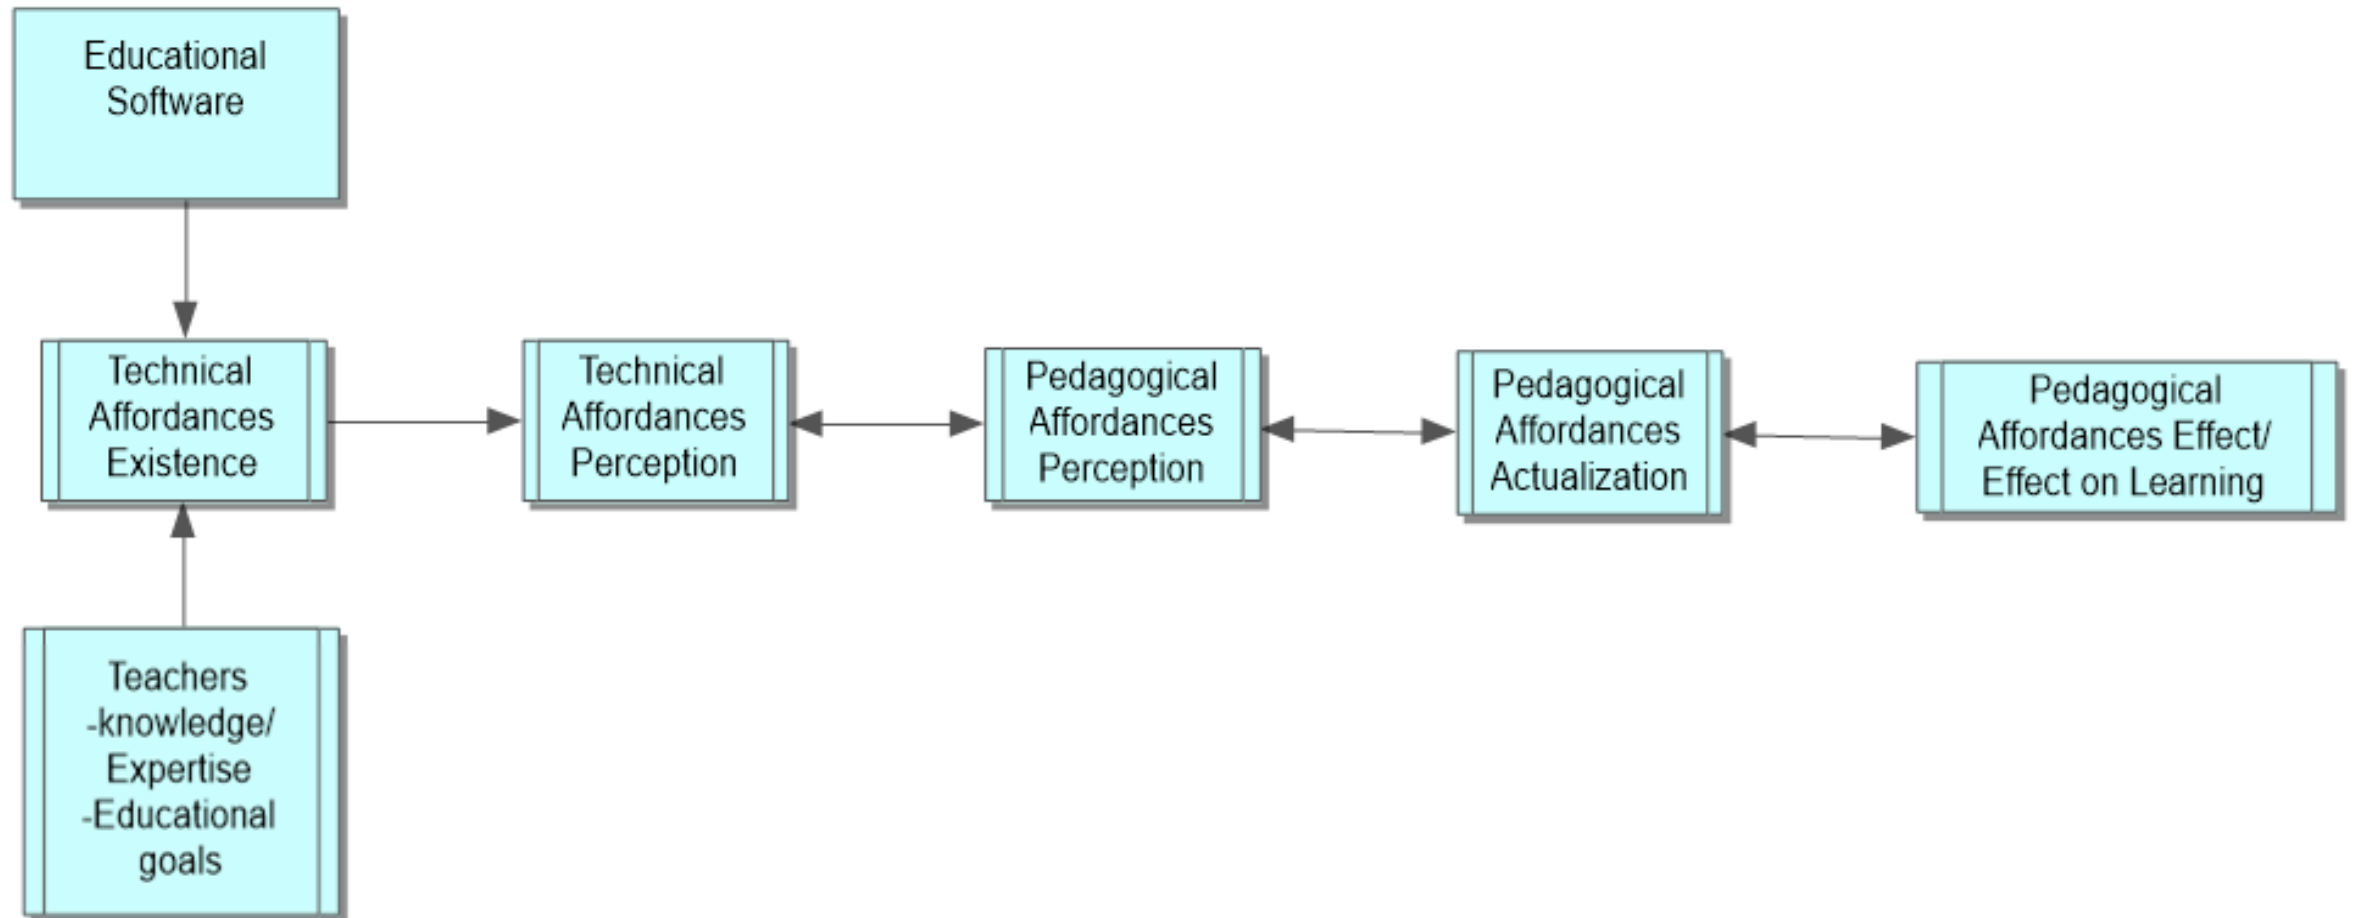 Educational
Software
Technical
Affordances
Existence
Technical
Affordances
Perception
Pedagogical
Affordances
Perception
Pedagogical
Affordances
Actualization
Pedagogical
Affordances Effect/
Effect on Learning
Teachers
-knowledge/
Expertise
-Educational
goals